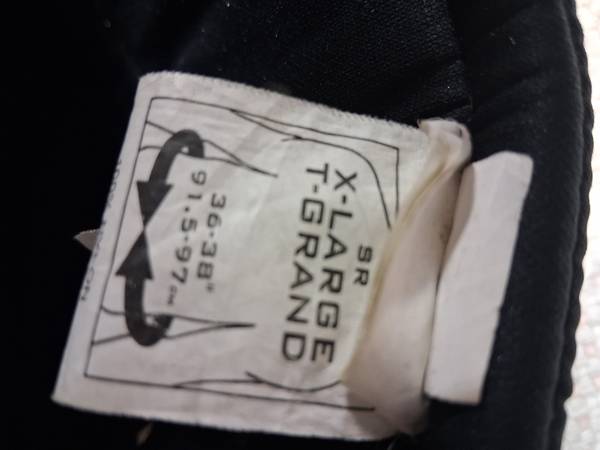 SR
X-LARGE
T-GRAND
36-38"
91.5-97cm